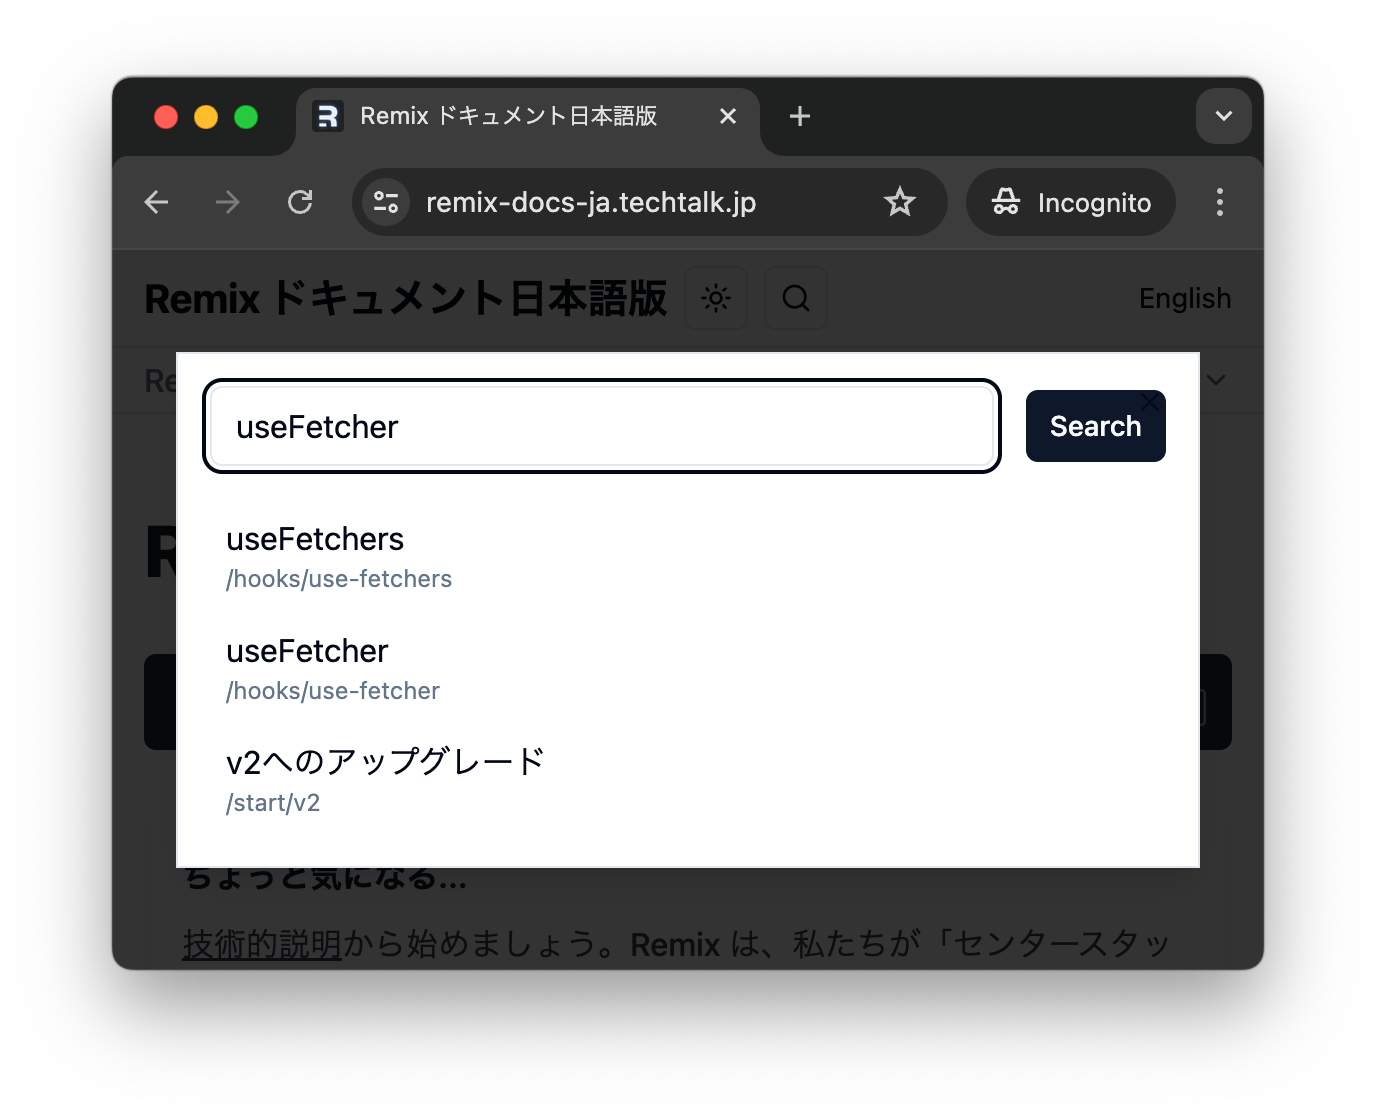 Remix ドキュメント日本語版
remix-docs-ja.techtalk.jp
Incognito
Remix ドキュメント日本語版
English
Re
useFetcher
Search
useFetchers
/hooks/use-fetchers
useFetcher
/hooks/use-fetcher
v2へのアップグレード
/start/v2
ちょっと気になる...
技術的説明から始めましょう。Remix は、私たちが「センタースタッ